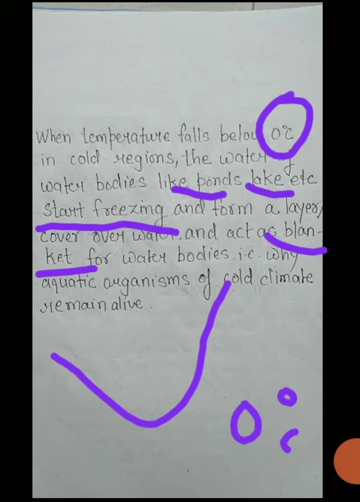 When temperature falls below 0°C
in cold regions, the water of
water bodies like ponds lake etc
start freezing and form a layer/
cover over water and act as blan-
ket for water bodies i.e. why
aquatic organisms of cold climate
remain alive.
0°C